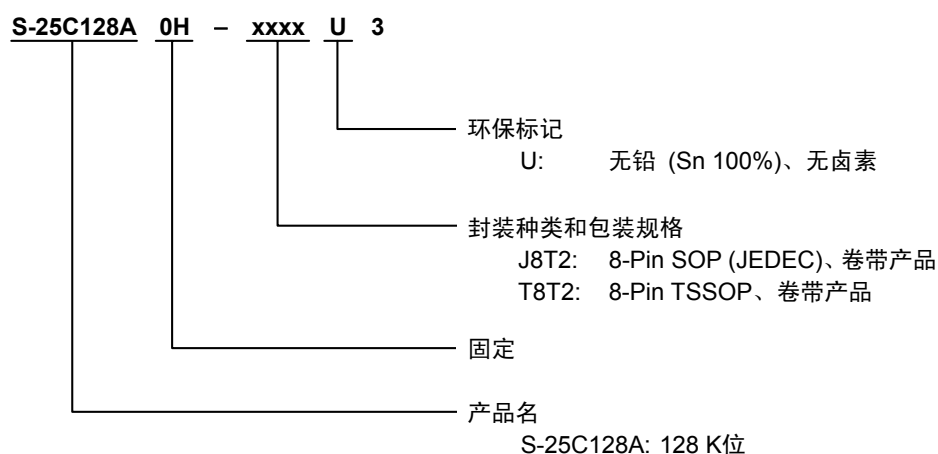 S-25C128A 0H – xxxx U 3
环保标记
U: 无铅 (Sn 100%)、无卤素
封装种类和包装规格
J8T2: 8-Pin SOP (JEDEC)、卷带产品
T8T2: 8-Pin TSSOP、卷带产品
固定
产品名
S-25C128A: 128 K位